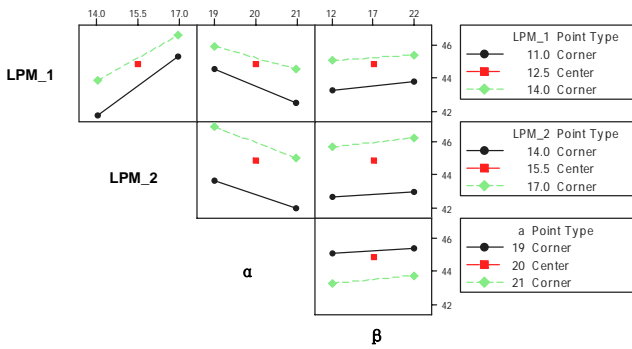 14.0 15.5 17.0 19 20 21 12 17 22
LPM_1
46
44
42
LPM_1 Point Type
11.0 Corner
12.5 Center
14.0 Corner
LPM_2
46
44
42
LPM_2 Point Type
14.0 Corner
15.5 Center
17.0 Corner
α
46
44
42
a Point Type
19 Corner
20 Center
21 Corner
β